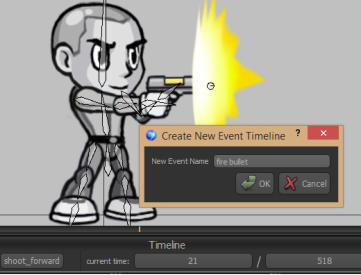 Create New Event Timeline ? x
New Event Name fire bullet
OK Cancel
Timeline
shoot_forward current time: 21 / 518